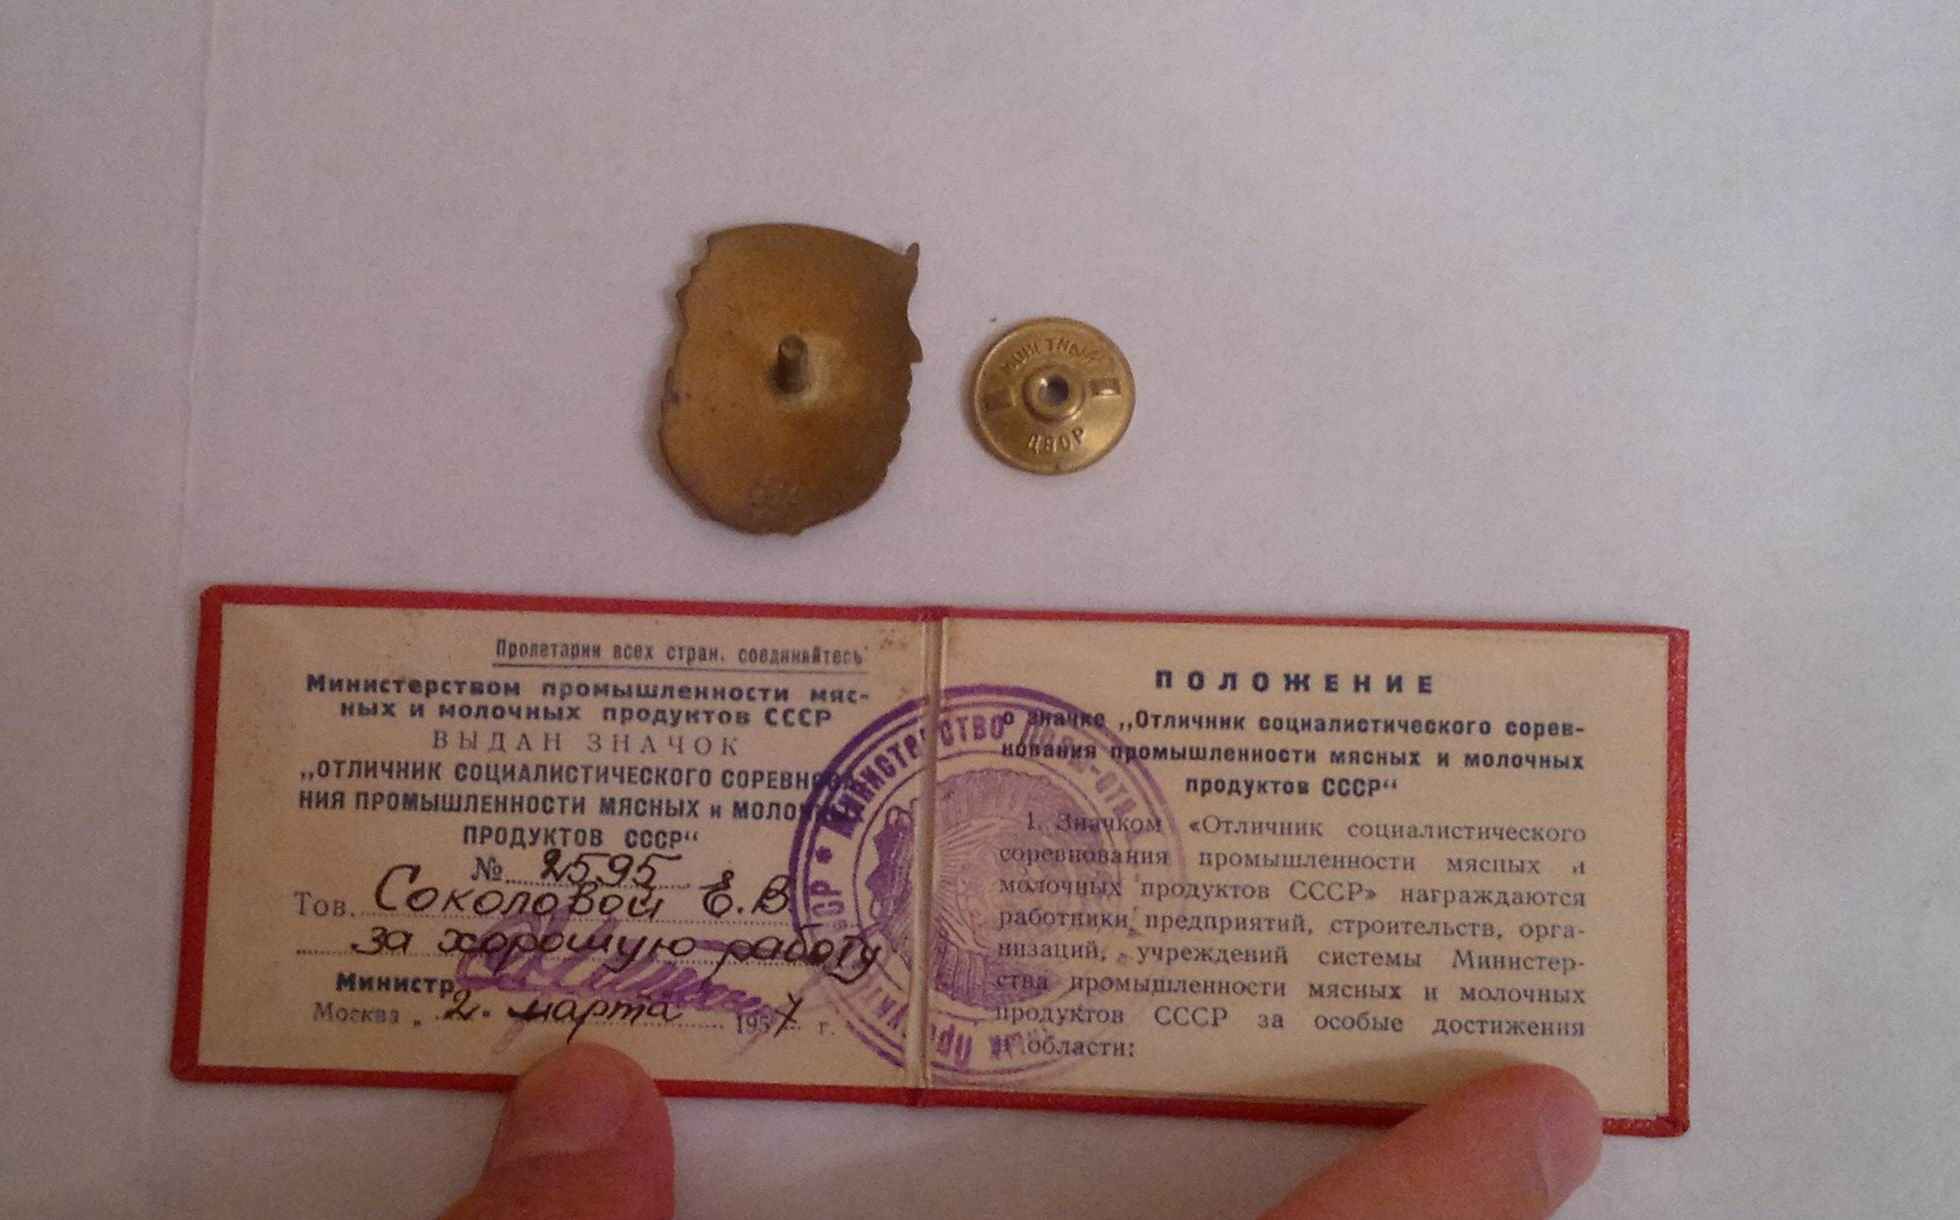 МОНЕТНЫЙ
ДВОР
Пролетарии всех стран, соединяйтесь
Министерством промышленности мяс-
ных и молочных продуктов СССР
ВЫДАН ЗНАЧОК
„ОТЛИЧНИК СОЦИАЛИСТИЧЕСКОГО СОРЕВНОВА-
НИЯ ПРОМЫШЛЕННОСТИ МЯСНЫХ и МОЛОЧНЫХ
ПРОДУКТОВ СССР“
№ 2595
Тов. Соколовой Е.В.
за хорошую работу
Министр
Москва „ 2. марта 1957 г.
МИНИСТЕРСТВО
СССР
ПОЛОЖЕНИЕ
о значке „Отличник социалистического сорев-
нования промышленности мясных и молочных
продуктов СССР“
1. Значком «Отличник социалистического
соревнования промышленности мясных и
молочных продуктов СССР» награждаются
работники, предприятий, строительств, орга-
низаций, учреждений системы Министер-
ства промышленности мясных и молочных
продуктов СССР за особые достижения
в области: